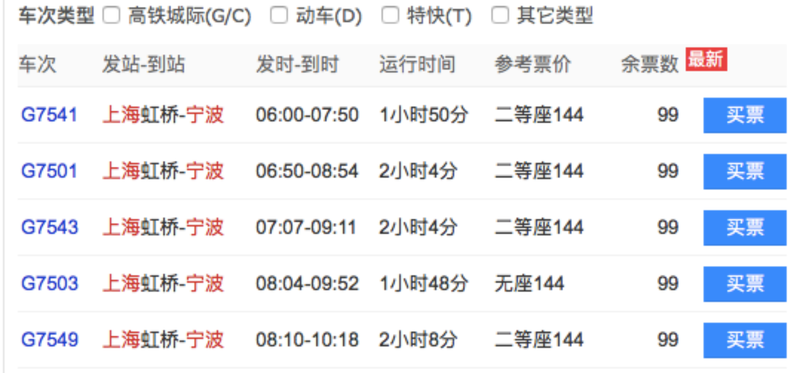 车次类型 高铁城际(G/C) 动车(D) 特快(T) 其它类型
车次 发站-到站 发时-到时 运行时间 参考票价 余票数 最新
G7541 上海虹桥-宁波 06:00-07:50 1小时50分 二等座144 99 买票
G7501 上海虹桥-宁波 06:50-08:54 2小时4分 二等座144 99 买票
G7543 上海虹桥-宁波 07:07-09:11 2小时4分 二等座144 99 买票
G7503 上海虹桥-宁波 08:04-09:52 1小时48分 无座144 99 买票
G7549 上海虹桥-宁波 08:10-10:18 2小时8分 二等座144 99 买票